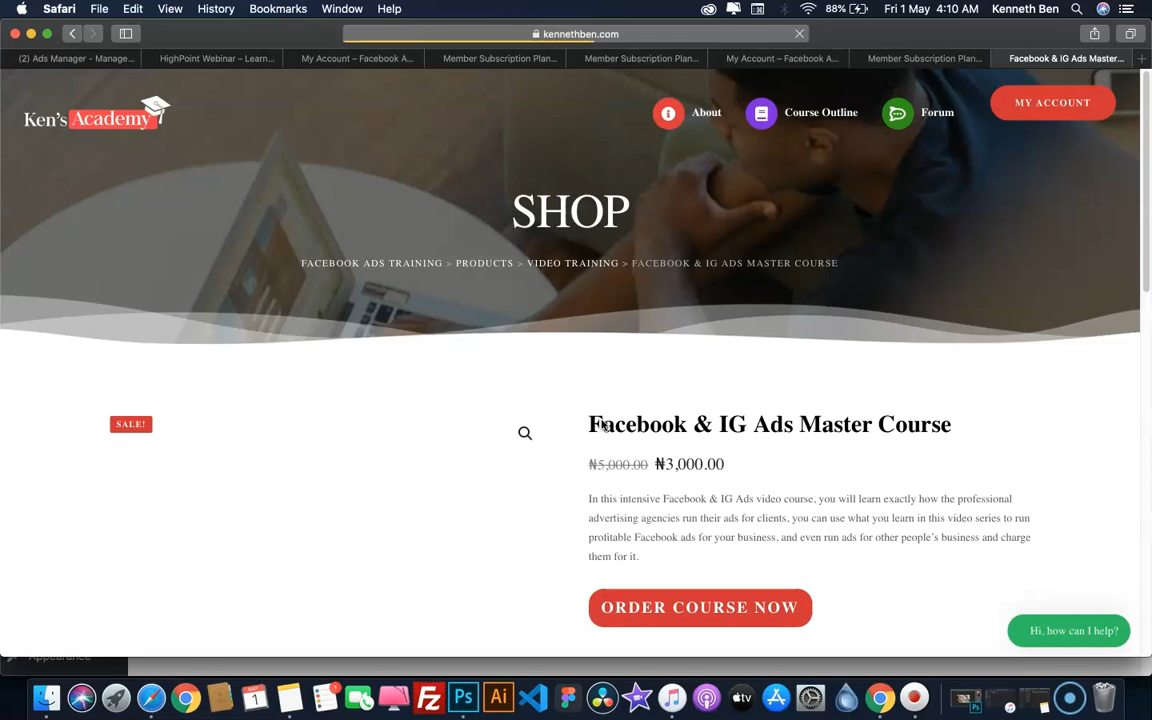 Safari File Edit View History Bookmarks Window Help 88% Fri 1 May 4:10 AM Kenneth Ben
kennethben.com
(2) Ads Manager - Manage... HighPoint Webinar – Learn... My Account – Facebook A... Member Subscription Plan... Member Subscription Plan... My Account – Facebook A... Member Subscription Plan... Facebook & IG Ads Master...
Ken's Academy About Course Outline Forum MY ACCOUNT
SHOP
FACEBOOK ADS TRAINING > PRODUCTS > VIDEO TRAINING > FACEBOOK & IG ADS MASTER COURSE
SALE!
Facebook & IG Ads Master Course
₦5,000.00 ₦3,000.00
In this intensive Facebook & IG Ads video course, you will learn exactly how the professional
advertising agencies run their ads for clients, you can use what you learn in this video series to run
profitable Facebook ads for your business, and even run ads for other people's business and charge
them for it.
ORDER COURSE NOW
Hi, how can I help?
Appearance